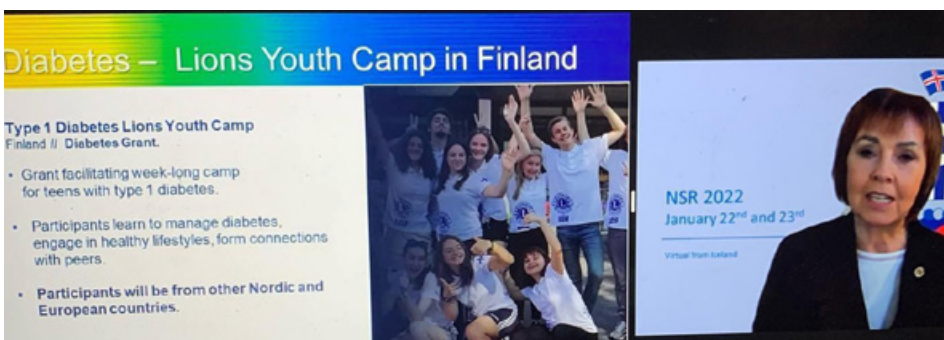 Diabetes – Lions Youth Camp in Finland
Type 1 Diabetes Lions Youth Camp
Finland // Diabetes Grant.
• Grant facilitating week-long camp
for teens with type 1 diabetes.
• Participants learn to manage diabetes,
engage in healthy lifestyles, form connections
with peers.
• Participants will be from other Nordic and
European countries.
NSR 2022
January 22nd and 23rd
Virtual from Iceland